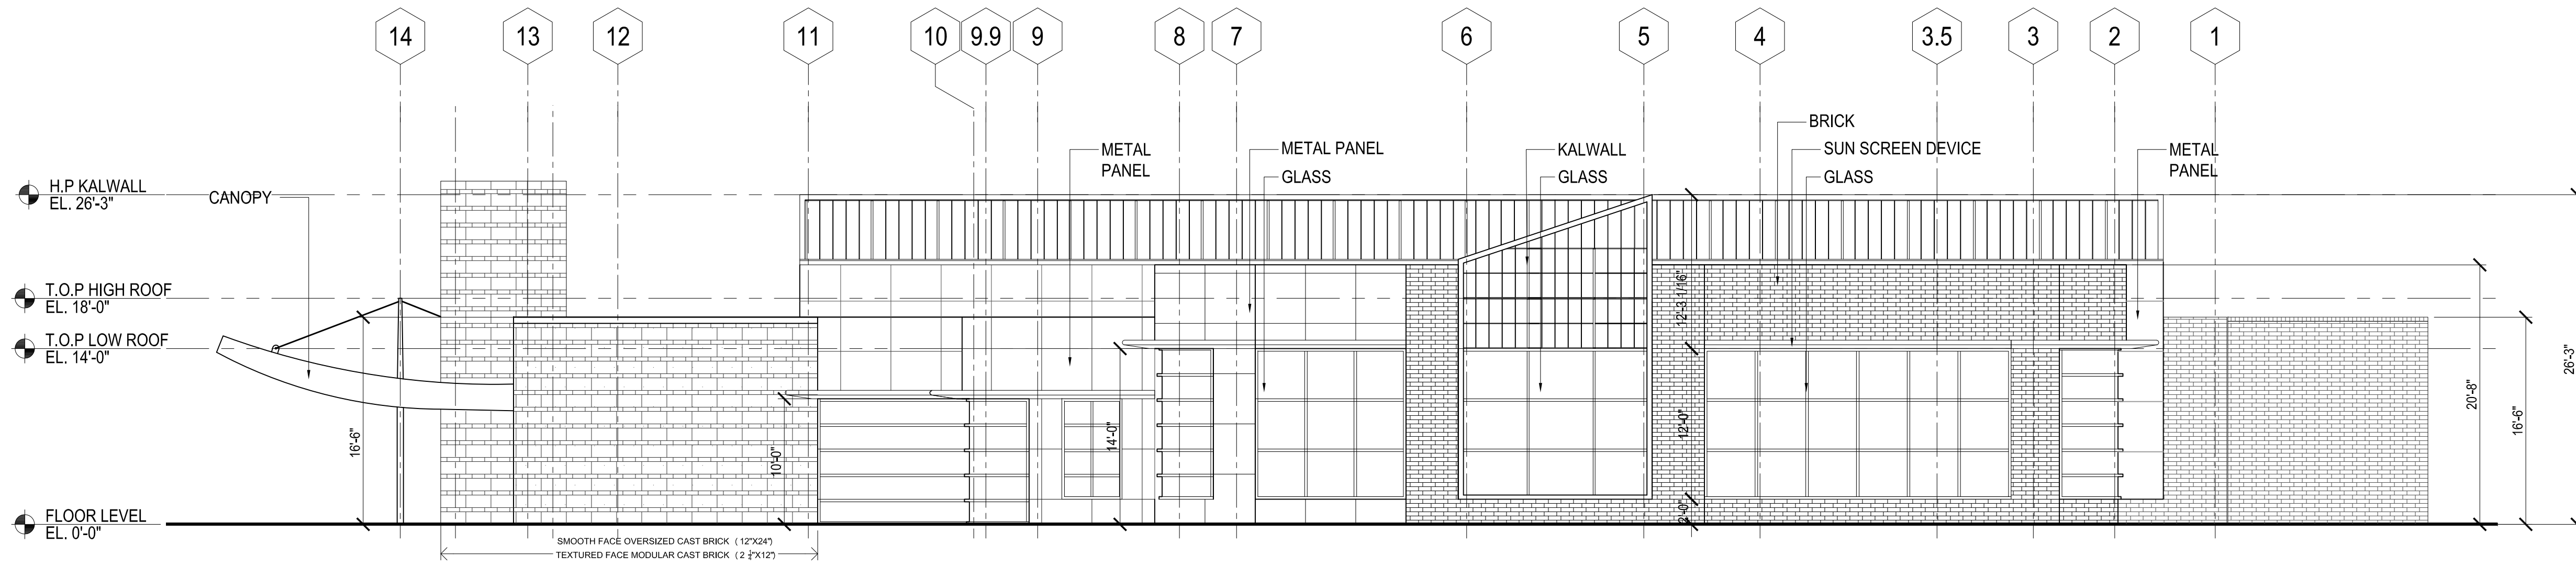 14
13
12
11
10
9.9
9
8
7
6
5
4
3.5
3
2
1
BRICK
METAL
PANEL
METAL PANEL
KALWALL
SUN SCREEN DEVICE
METAL
PANEL
GLASS
GLASS
GLASS
H.P KALWALL
EL. 26'-3"
CANOPY
T.O.P HIGH ROOF
EL. 18'-0"
T.O.P LOW ROOF
EL. 14'-0"
FLOOR LEVEL
EL. 0'-0"
16'-6"
10'-0"
14'-0"
12'-3 1/16"
12'-0"
2'-0"
20'-8"
16'-6"
26'-3"
SMOOTH FACE OVERSIZED CAST BRICK ( 12"X24")
TEXTURED FACE MODULAR CAST BRICK ( 2 ¼"X12")